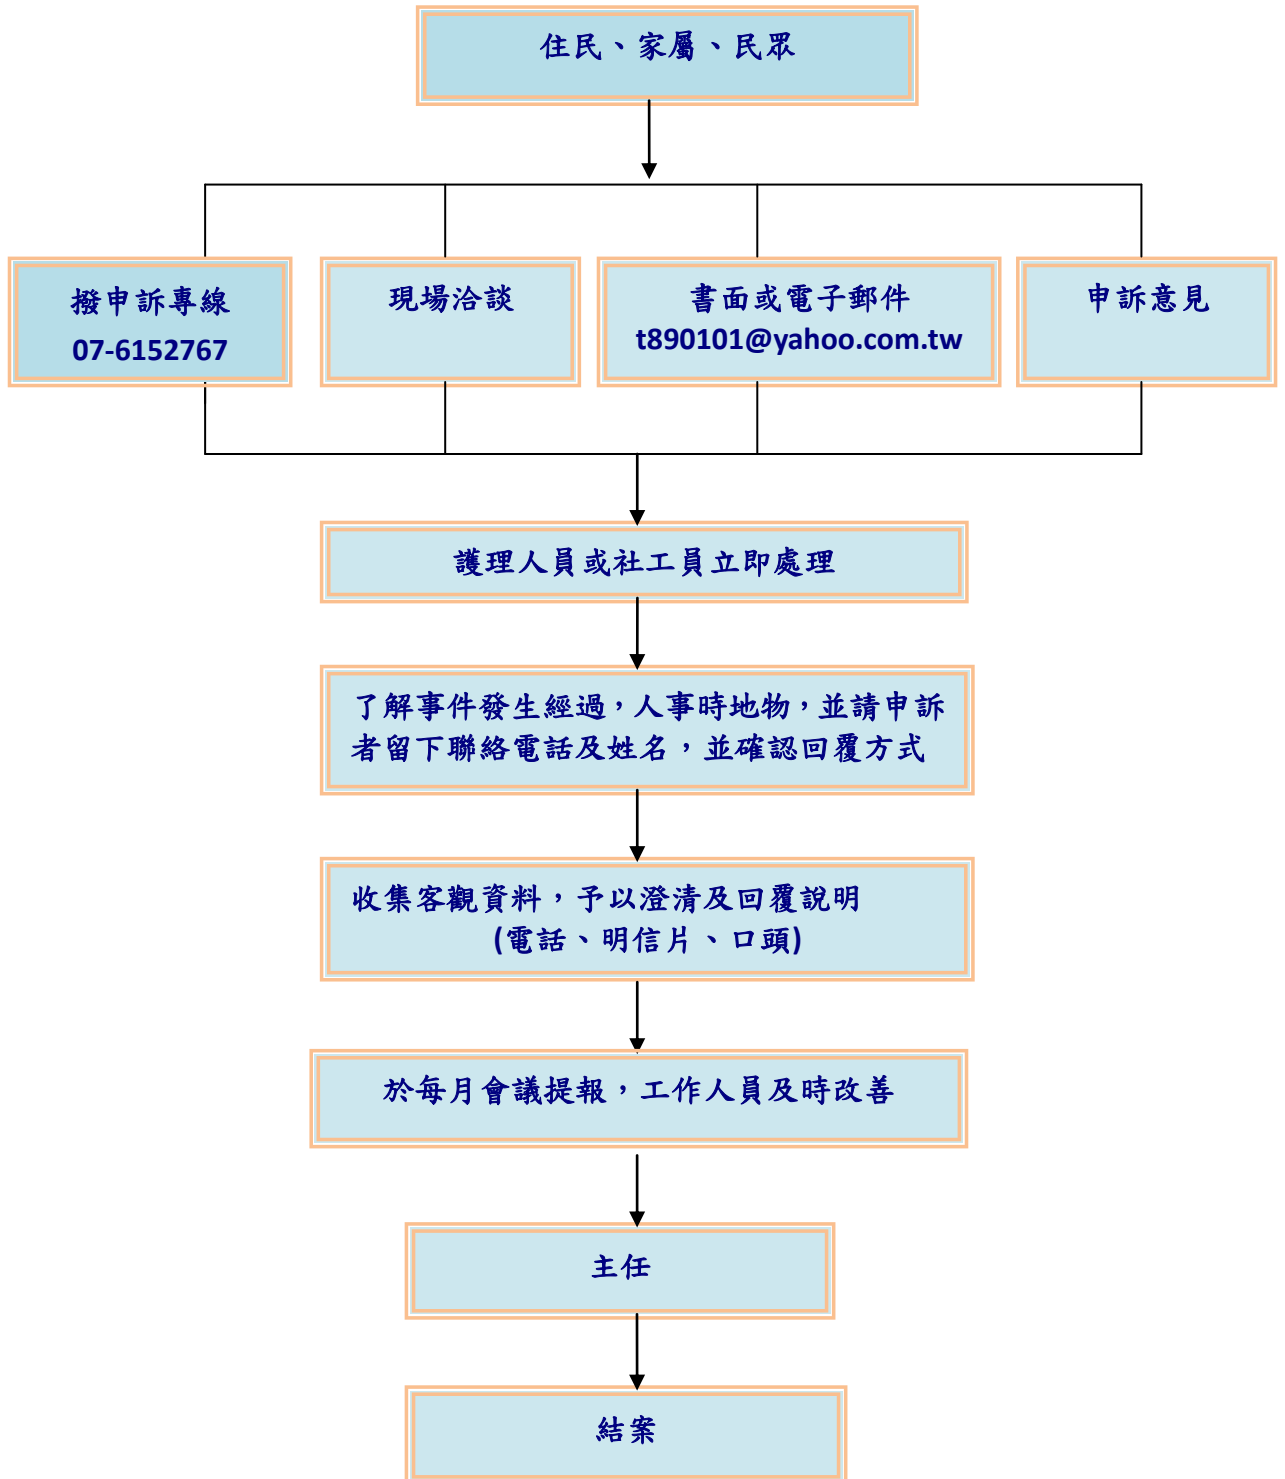 住民、家屬、民眾
撥申訴專線
07-6152767
現場洽談
書面或電子郵件
t890101@yahoo.com.tw
申訴意見
護理人員或社工員立即處理
了解事件發生經過，人事時地物，並請申訴
者留下聯絡電話及姓名，並確認回覆方式
收集客觀資料，予以澄清及回覆說明
(電話、明信片、口頭)
於每月會議提報，工作人員及時改善
主任
結案